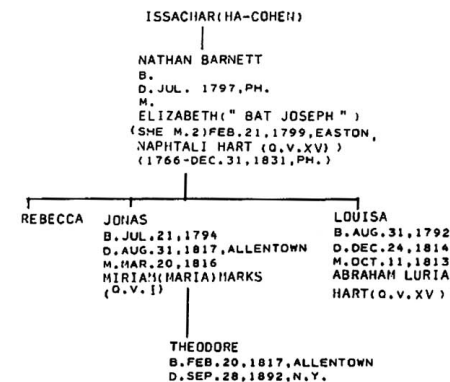 ISSACHAR(HA-COHEN)
NATHAN BARNETT
B.
D.JUL. 1797,PH.
M.
ELIZABETH(" BAT JOSEPH")
(SHE M.2)FEB.21,1799,EASTON,
NAPHTALI HART (Q.V.XV))
(1766-DEC.31,1831,PH.)
REBECCA
JONAS
B.JUL.21,1794
D.AUG.31,1817,ALLENTOWN
M.MAR.20,1816
MIRIAM(MARIA)MARKS
(Q.V.I)
LOUISA
B.AUG.31,1792
D.DEC.24,1814
M.OCT.11,1813
ABRAHAM LURIA
HART(Q.V.XV)
THEODORE
B.FEB.20,1817,ALLENTOWN
D.SEP.28,1892,N.Y.